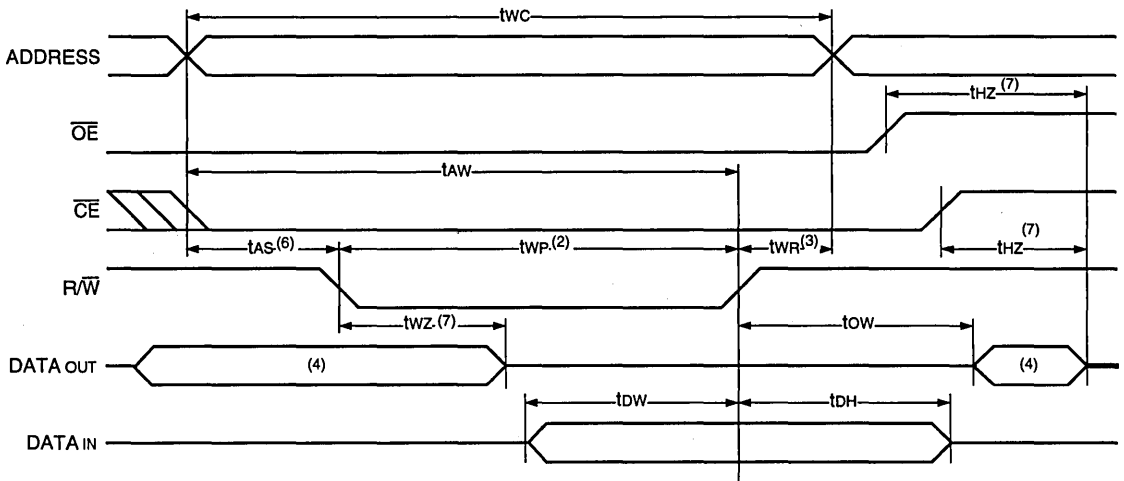 tWC
ADDRESS
tHZ (7)
OE
tAW
CE
tAS (6) tWP (2) tWR (3) tHZ (7)
R/W
tWZ (7) tOW
DATA OUT (4) (4)
tDW tDH
DATA IN